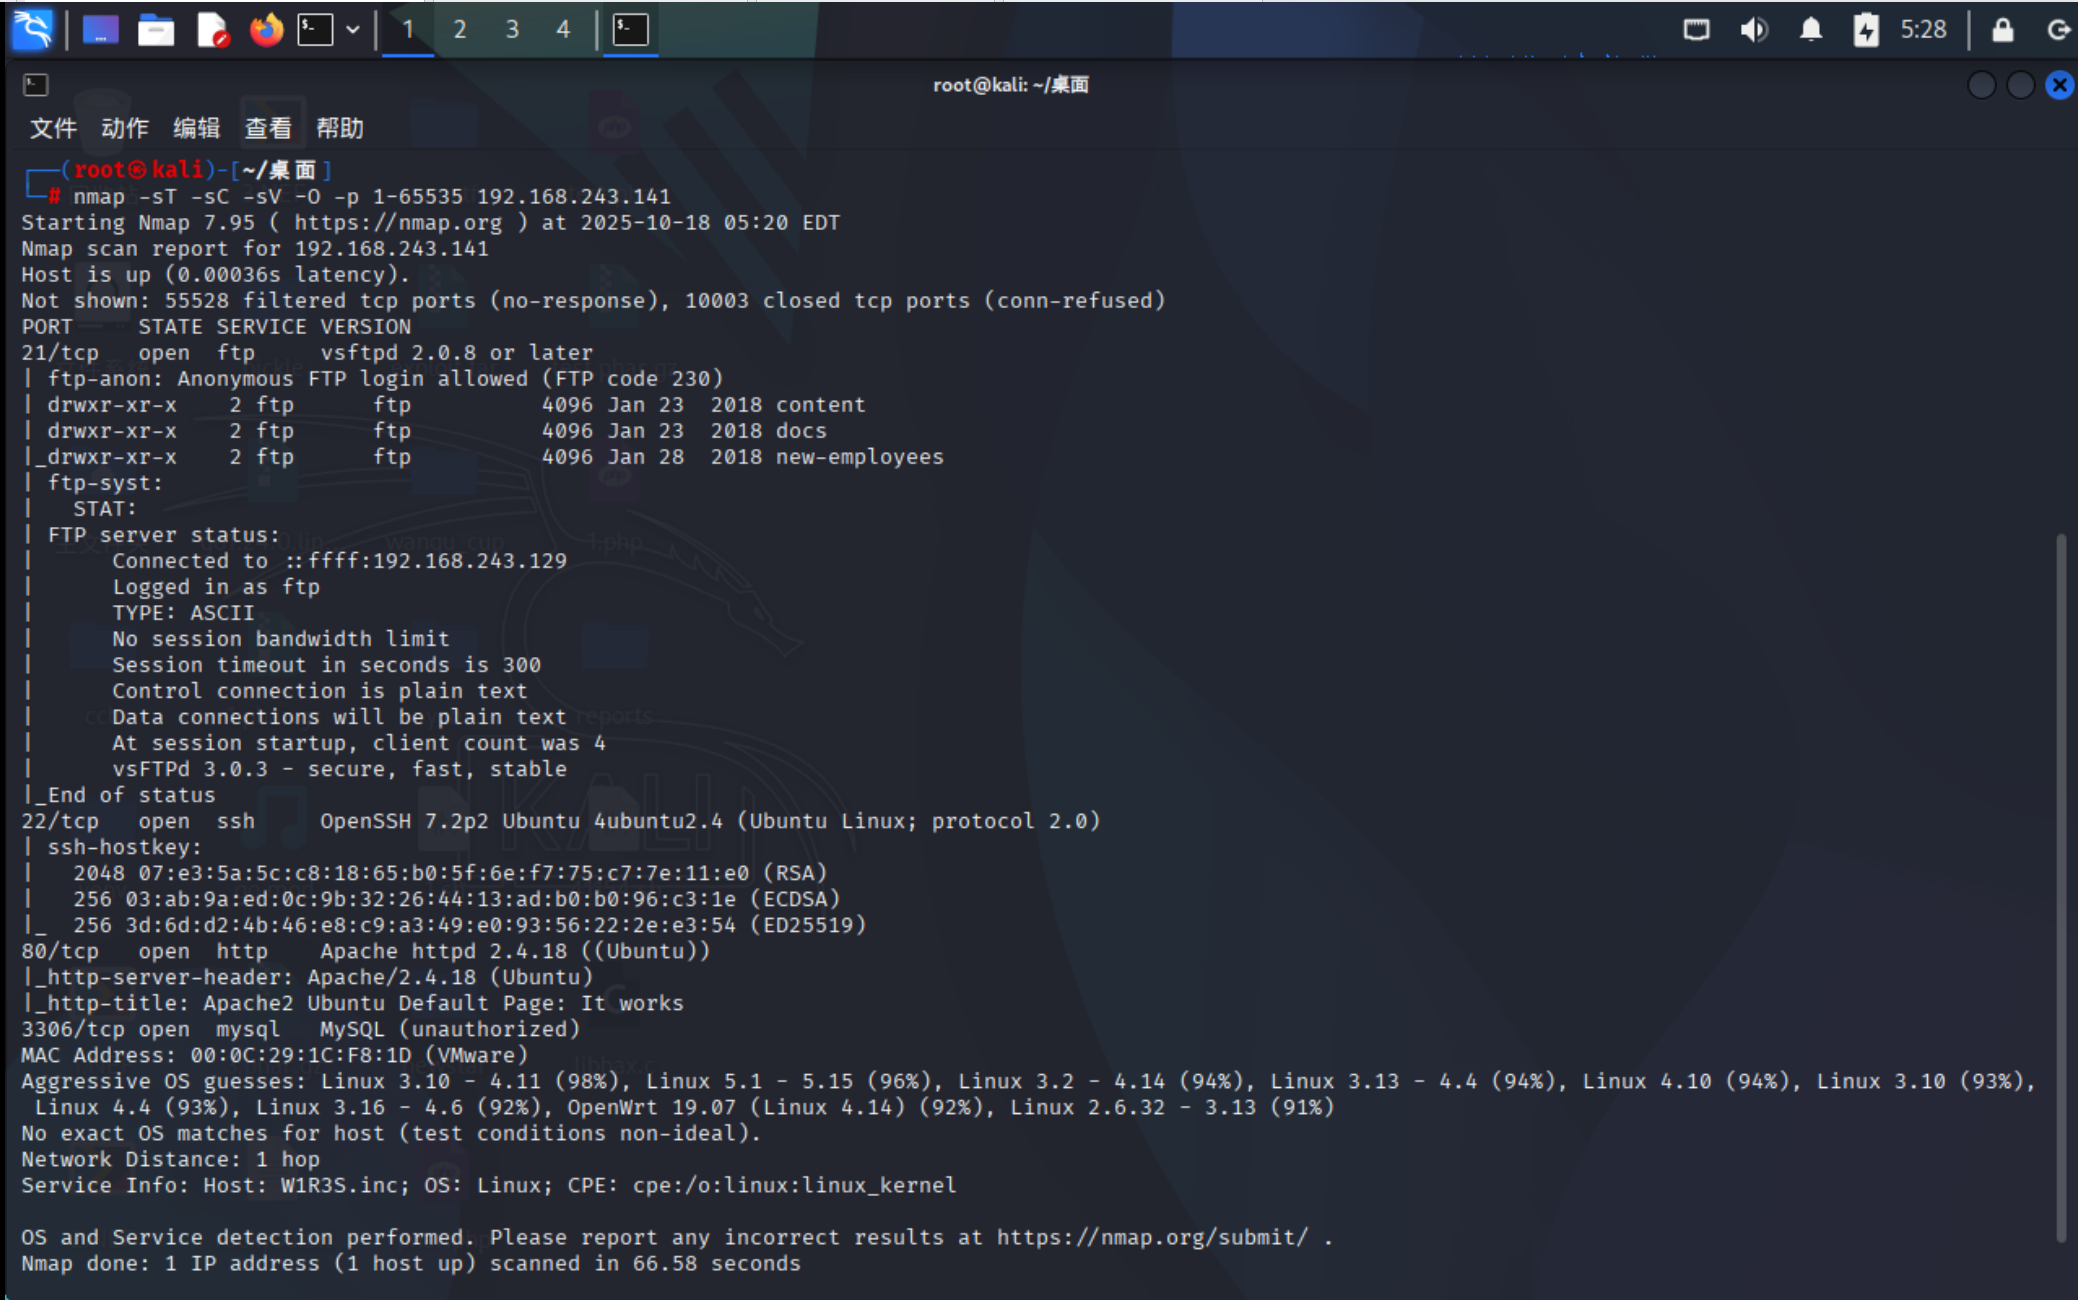 1 2 3 4 5:28
root@kali: ~/桌面
文件 动作 编辑 查看 帮助
┌──(root㉿kali)-[~/桌面]
└─# nmap -sT -sC -sV -O -p 1-65535 192.168.243.141
Starting Nmap 7.95 ( https://nmap.org ) at 2025-10-18 05:20 EDT
Nmap scan report for 192.168.243.141
Host is up (0.00036s latency).
Not shown: 55528 filtered tcp ports (no-response), 10003 closed tcp ports (conn-refused)
PORT     STATE SERVICE VERSION
21/tcp   open  ftp     vsftpd 2.0.8 or later
| ftp-anon: Anonymous FTP login allowed (FTP code 230)
| drwxr-xr-x    2 ftp      ftp          4096 Jan 23  2018 content
| drwxr-xr-x    2 ftp      ftp          4096 Jan 23  2018 docs
|_drwxr-xr-x    2 ftp      ftp          4096 Jan 28  2018 new-employees
| ftp-syst:
|   STAT:
| FTP server status:
|      Connected to ::ffff:192.168.243.129
|      Logged in as ftp
|      TYPE: ASCII
|      No session bandwidth limit
|      Session timeout in seconds is 300
|      Control connection is plain text
|      Data connections will be plain text
|      At session startup, client count was 4
|      vsFTPd 3.0.3 - secure, fast, stable
|_End of status
22/tcp   open  ssh     OpenSSH 7.2p2 Ubuntu 4ubuntu2.4 (Ubuntu Linux; protocol 2.0)
| ssh-hostkey:
|   2048 07:e3:5a:5c:c8:18:65:b0:5f:6e:f7:75:c7:7e:11:e0 (RSA)
|   256 03:ab:9a:ed:0c:9b:32:26:44:13:ad:b0:b0:96:c3:1e (ECDSA)
|_  256 3d:6d:d2:4b:46:e8:c9:a3:49:e0:93:56:22:2e:e3:54 (ED25519)
80/tcp   open  http    Apache httpd 2.4.18 ((Ubuntu))
|_http-server-header: Apache/2.4.18 (Ubuntu)
|_http-title: Apache2 Ubuntu Default Page: It works
3306/tcp open  mysql   MySQL (unauthorized)
MAC Address: 00:0C:29:1C:F8:1D (VMware)
Aggressive OS guesses: Linux 3.10 - 4.11 (98%), Linux 5.1 - 5.15 (96%), Linux 3.2 - 4.14 (94%), Linux 3.13 - 4.4 (94%), Linux 4.10 (94%), Linux 3.10 (93%),
Linux 4.4 (93%), Linux 3.16 - 4.6 (92%), OpenWrt 19.07 (Linux 4.14) (92%), Linux 2.6.32 - 3.13 (91%)
No exact OS matches for host (test conditions non-ideal).
Network Distance: 1 hop
Service Info: Host: W1R3S.inc; OS: Linux; CPE: cpe:/o:linux:linux_kernel
OS and Service detection performed. Please report any incorrect results at https://nmap.org/submit/ .
Nmap done: 1 IP address (1 host up) scanned in 66.58 seconds